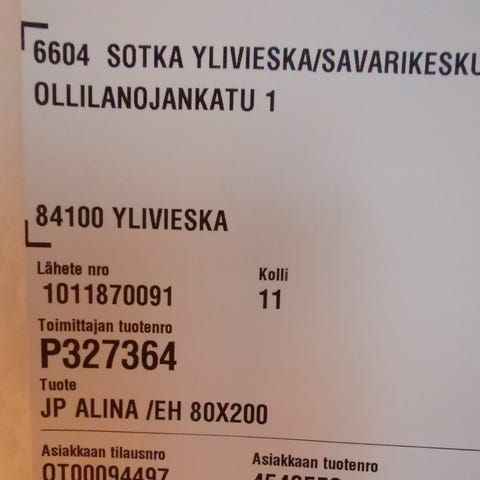 6604 SOTKA YLIVIESKA/SAVARIKESKU
OLLILANOJANKATU 1
84100 YLIVIESKA
Lähete nro Kolli
1011870091 11
Toimittajan tuotenro
P327364
Tuote
JP ALINA /EH 80X200
Asiakkaan tilausnro Asiakkaan tuotenro
OT00094497